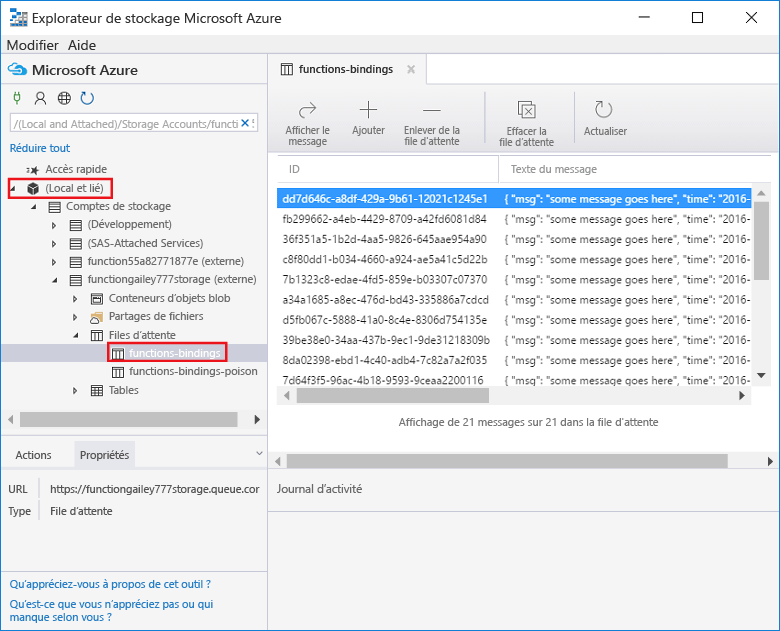 Explorateur de stockage Microsoft Azure
Modifier Aide
Microsoft Azure
/(Local and Attached)/Storage Accounts/functi
Réduire tout
Accès rapide
(Local et lié)
Comptes de stockage
(Développement)
(SAS-Attached Services)
function55a82771877e (externe)
functiongailey777storage (externe)
Conteneurs d'objets blob
Partages de fichiers
Files d'attente
functions-bindings
functions-bindings-poison
Tables
Actions Propriétés
URL https://functiongailey777storage.queue.cor
Type File d'attente
Qu'appréciez-vous à propos de cet outil ?
Qu'est-ce que vous n'appréciez pas ou qui
manque selon vous ?
functions-bindings
Afficher le
message
Ajouter
Enlever de la
file d'attente
Effacer la
file d'attente
Actualiser
ID Texte du message
dd7d646c-a8df-429a-9b61-12021c1245e1 { "msg": "some message goes here", "time": "2016-
fb299662-a4eb-4429-8709-a42fd6081d84 { "msg": "some message goes here", "time": "2016-
36f351a5-1b2d-4aa5-9826-645aae954a90 { "msg": "some message goes here", "time": "2016-
c8f80dd1-b034-4660-a924-ae5a41c5d22b { "msg": "some message goes here", "time": "2016-
7b1323c8-edae-4fd5-859e-b03307c07370 { "msg": "some message goes here", "time": "2016-
a34a1685-a8ec-476d-bd43-335886a7cdcd { "msg": "some message goes here", "time": "2016-
d5fb067c-5888-41a0-8c4e-8306d754135e { "msg": "some message goes here", "time": "2016-
39be38e0-34aa-437b-9ec1-9de31218309b { "msg": "some message goes here", "time": "2016-
8da02398-ebd1-4c40-adb4-7c82a7a2f035 { "msg": "some message goes here", "time": "2016-
7d64f3f5-96ac-4b18-9593-9ceaa2200116 { "msg": "some message goes here", "time": "2016-
Affichage de 21 messages sur 21 dans la file d'attente
Journal d'activité